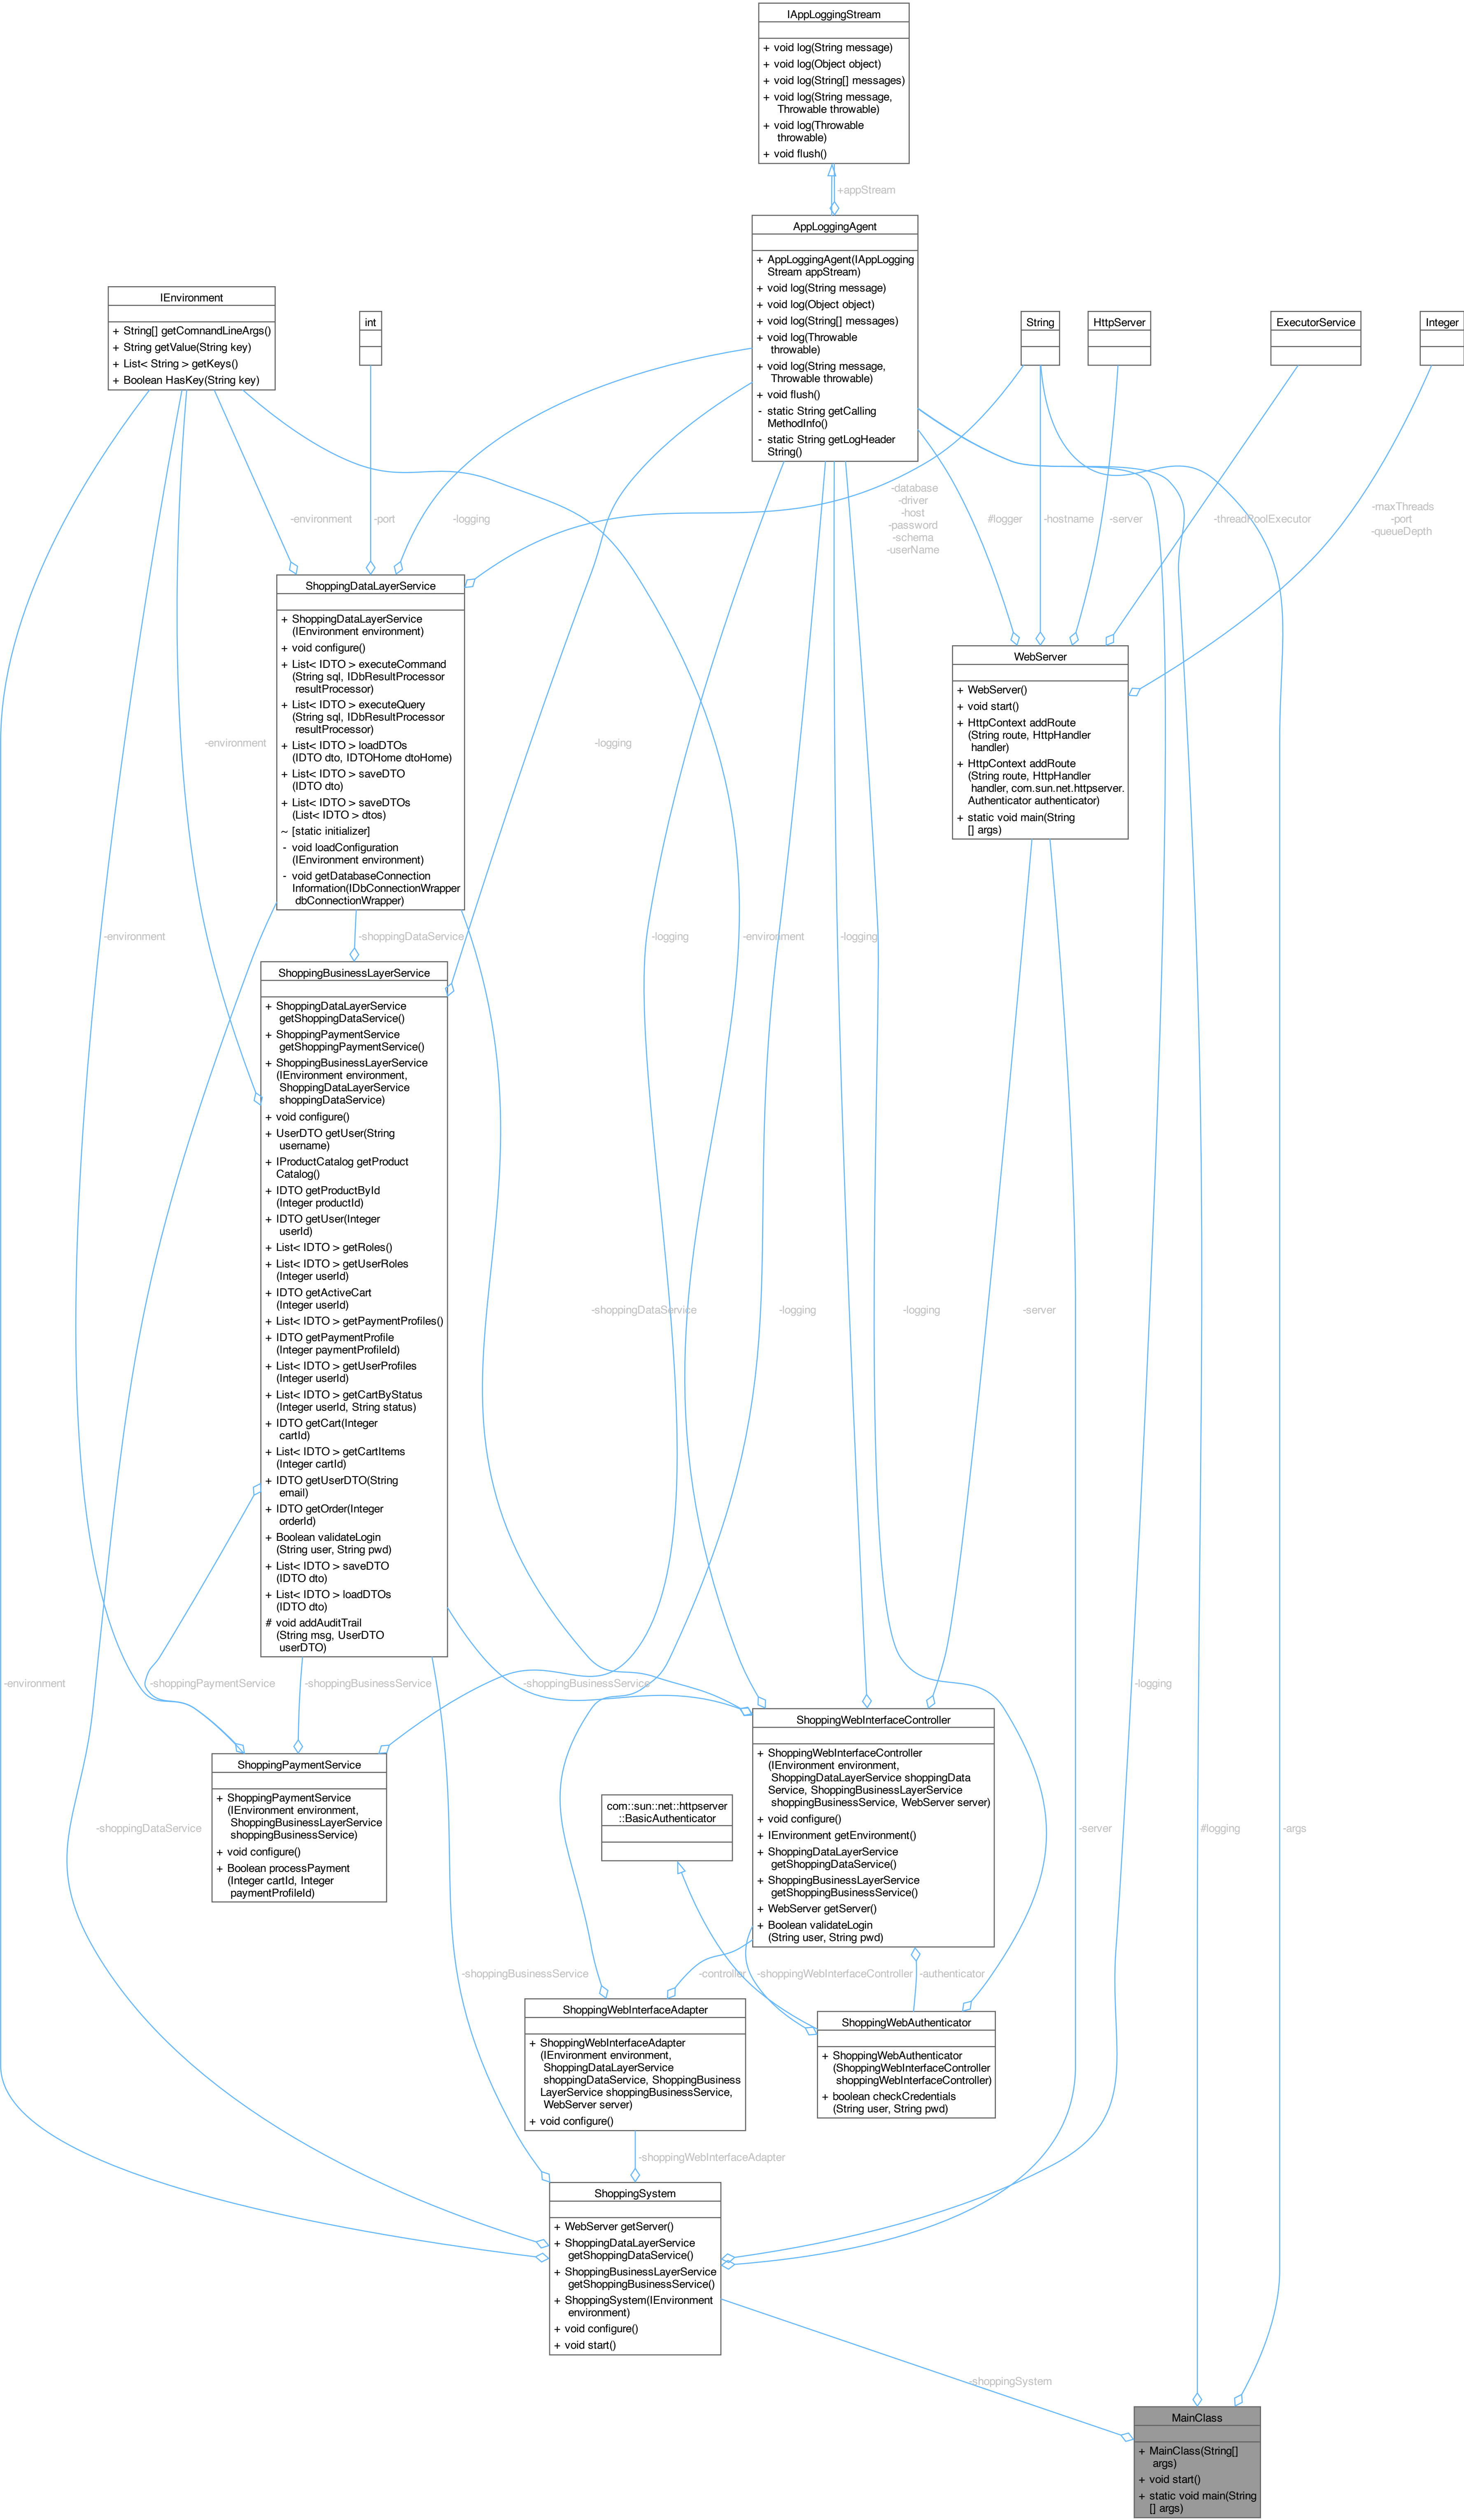 IAppLoggingStream
+ void log(String message)
+ void log(Object object)
+ void log(String[] messages)
+ void log(String message,
Throwable throwable)
+ void log(Throwable
throwable)
+ void flush()
+appStream
AppLoggingAgent
+ AppLoggingAgent(IAppLogging
Stream appStream)
+ void log(String message)
+ void log(Object object)
+ void log(String[] messages)
+ void log(Throwable
throwable)
+ void log(String message,
Throwable throwable)
+ void flush()
- static String getCalling
MethodInfo()
- static String getLogHeader
String()
IEnvironment
+ String[] getComnandLineArgs()
+ String getValue(String key)
+ List< String > getKeys()
+ Boolean HasKey(String key)
int
String
HttpServer
ExecutorService
Integer
-environment
-port
-logging
-database
-driver
-host
-password
-schema
-userName
#logger
-hostname
-server
-threadPoolExecutor
-maxThreads
-port
-queueDepth
ShoppingDataLayerService
+ ShoppingDataLayerService
(IEnvironment environment)
+ void configure()
+ List< IDTO > executeCommand
(String sql, IDbResultProcessor
resultProcessor)
+ List< IDTO > executeQuery
(String sql, IDbResultProcessor
resultProcessor)
+ List< IDTO > loadDTOs
(IDTO dto, IDTOHome dtoHome)
+ List< IDTO > saveDTO
(IDTO dto)
+ List< IDTO > saveDTOs
(List< IDTO > dtos)
~ [static initializer]
- void loadConfiguration
(IEnvironment environment)
- void getDatabaseConnection
Information(IDbConnectionWrapper
dbConnectionWrapper)
WebServer
+ WebServer()
+ void start()
+ HttpContext addRoute
(String route, HttpHandler
handler)
+ HttpContext addRoute
(String route, HttpHandler
handler, com.sun.net.httpserver.
Authenticator authenticator)
+ static void main(String
[] args)
-environment
-logging
-environment
-shoppingDataService
-logging
-environment
-logging
ShoppingBusinessLayerService
+ ShoppingDataLayerService
getShoppingDataService()
+ ShoppingPaymentService
getShoppingPaymentService()
+ ShoppingBusinessLayerService
(IEnvironment environment,
ShoppingDataLayerService
shoppingDataService)
+ void configure()
+ UserDTO getUser(String
username)
+ IProductCatalog getProduct
Catalog()
+ IDTO getProductById
(Integer productId)
+ IDTO getUser(Integer
userId)
+ List< IDTO > getRoles()
+ List< IDTO > getUserRoles
(Integer userId)
+ IDTO getActiveCart
(Integer userId)
+ List< IDTO > getPaymentProfiles()
+ IDTO getPaymentProfile
(Integer paymentProfileId)
+ List< IDTO > getUserProfiles
(Integer userId)
+ List< IDTO > getCartByStatus
(Integer userId, String status)
+ IDTO getCart(Integer
cartId)
+ List< IDTO > getCartItems
(Integer cartId)
+ IDTO getUserDTO(String
email)
+ IDTO getOrder(Integer
orderId)
+ Boolean validateLogin
(String user, String pwd)
+ List< IDTO > saveDTO
(IDTO dto)
+ List< IDTO > loadDTOs
(IDTO dto)
# void addAuditTrail
(String msg, UserDTO
userDTO)
-shoppingDataService
-logging
-logging
-server
-environment
-shoppingPaymentService
-shoppingBusinessService
-shoppingBusinessService
-logging
ShoppingWebInterfaceController
+ ShoppingWebInterfaceController
(IEnvironment environment,
ShoppingDataLayerService shoppingData
Service, ShoppingBusinessLayerService
shoppingBusinessService, WebServer server)
+ void configure()
+ IEnvironment getEnvironment()
+ ShoppingDataLayerService
getShoppingDataService()
+ ShoppingBusinessLayerService
getShoppingBusinessService()
+ WebServer getServer()
+ Boolean validateLogin
(String user, String pwd)
ShoppingPaymentService
+ ShoppingPaymentService
(IEnvironment environment,
ShoppingBusinessLayerService
shoppingBusinessService)
+ void configure()
+ Boolean processPayment
(Integer cartId, Integer
paymentProfileId)
com::sun::net::httpserver
::BasicAuthenticator
-shoppingDataService
-server
#logging
-args
-shoppingBusinessService
-controller
-shoppingWebInterfaceController
-authenticator
ShoppingWebInterfaceAdapter
+ ShoppingWebInterfaceAdapter
(IEnvironment environment,
ShoppingDataLayerService
shoppingDataService, ShoppingBusiness
LayerService shoppingBusinessService,
WebServer server)
+ void configure()
ShoppingWebAuthenticator
+ ShoppingWebAuthenticator
(ShoppingWebInterfaceController
shoppingWebInterfaceController)
+ boolean checkCredentials
(String user, String pwd)
-shoppingWebInterfaceAdapter
ShoppingSystem
+ WebServer getServer()
+ ShoppingDataLayerService
getShoppingDataService()
+ ShoppingBusinessLayerService
getShoppingBusinessService()
+ ShoppingSystem(IEnvironment
environment)
+ void configure()
+ void start()
-shoppingSystem
MainClass
+ MainClass(String[]
args)
+ void start()
+ static void main(String
[] args)